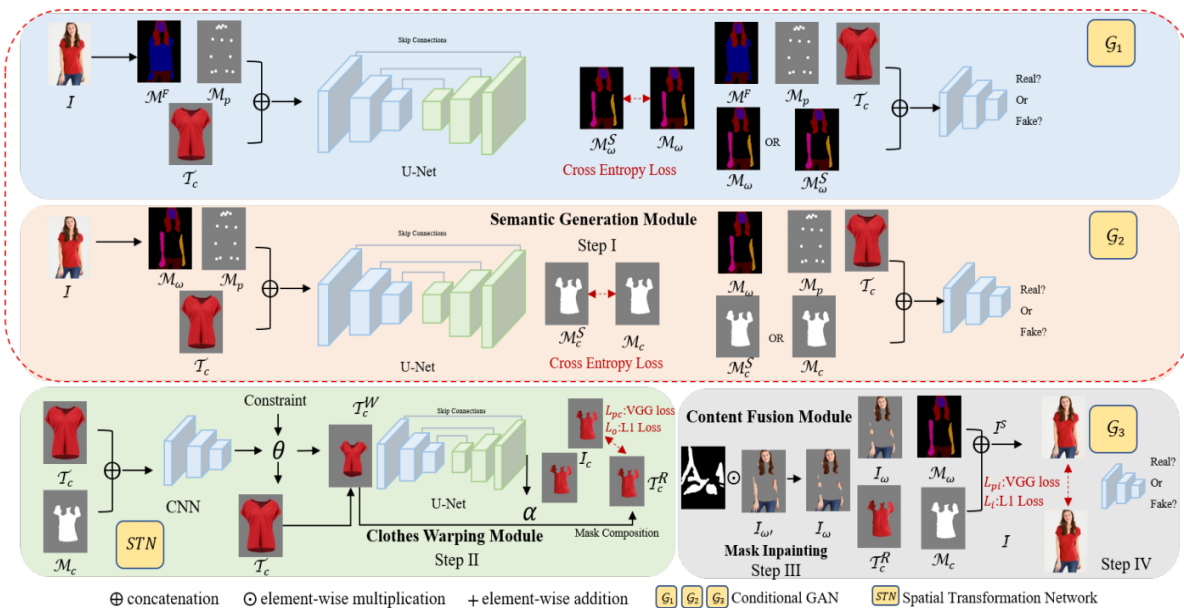 Skip Connections
𝒢₁
I
ℳ^F
ℳ_p
𝒯_c
U-Net
ℳ_ω^S
ℳ_ω
Cross Entropy Loss
ℳ^F
ℳ_p
𝒯_c
ℳ_ω
OR
ℳ_ω^S
Real?
Or
Fake?
Semantic Generation Module
Step I
Skip Connections
𝒢₂
I
ℳ_ω
ℳ_p
𝒯_c
U-Net
ℳ_c^S
ℳ_c
Cross Entropy Loss
ℳ_ω
ℳ_p
𝒯_c
ℳ_c^S
OR
ℳ_c
Real?
Or
Fake?
𝒯_c
ℳ_c
STN
CNN
Constraint
θ
𝒯_c
𝒯_c^W
Skip Connections
U-Net
α
L_pc:VGG loss
L_o:L1 Loss
I_c
𝒯_c^R
Mask Composition
Clothes Warping Module
Step II
Content Fusion Module
I_ω'
I_ω
Mask Inpainting
Step III
I_ω
ℳ_ω
𝒯_c^R
ℳ_c
I^S
L_pi:VGG loss
L_i:L1 Loss
I
𝒢₃
Real?
Or
Fake?
Step IV
⊕ concatenation
⊙ element-wise multiplication
+ element-wise addition
𝒢₁ 𝒢₂ 𝒢₃ Conditional GAN
STN Spatial Transformation Network